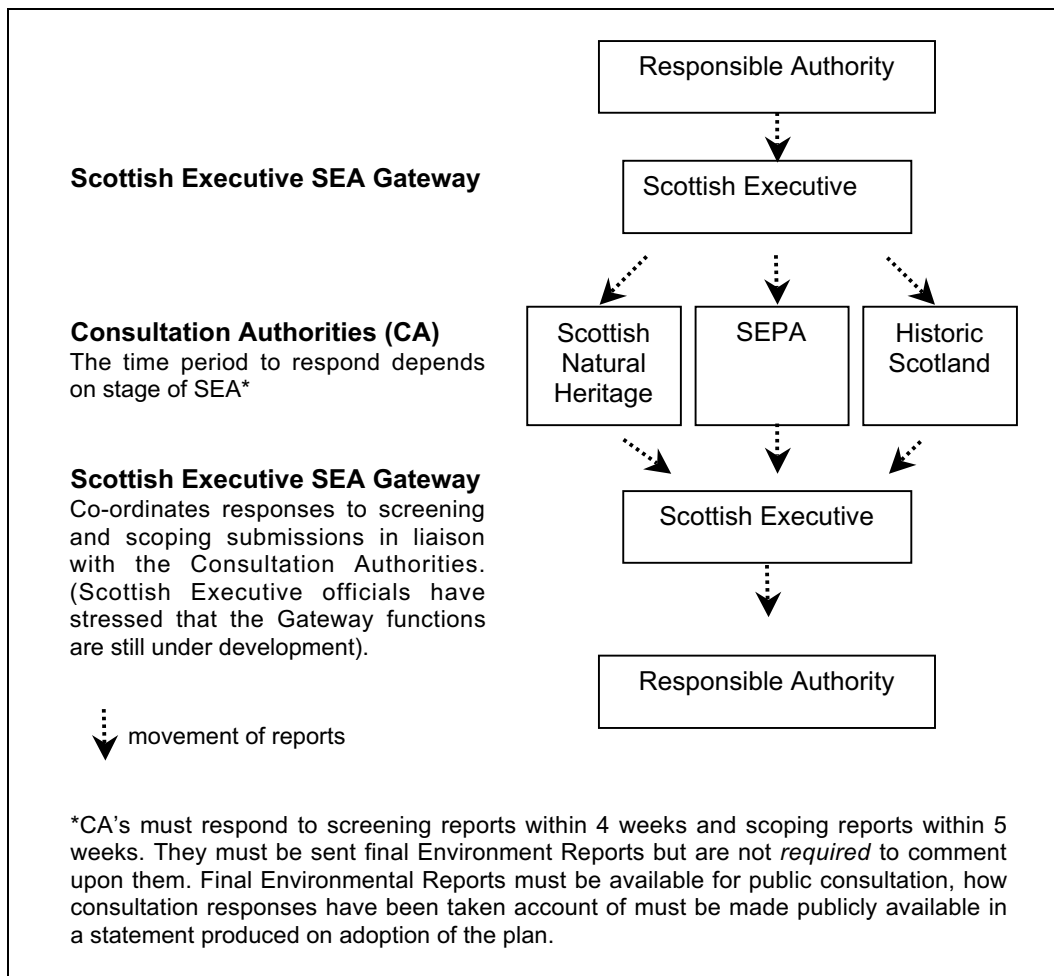 Responsible Authority
Scottish Executive SEA Gateway
Scottish Executive
Consultation Authorities (CA)
The time period to respond depends
on stage of SEA*
Scottish
Natural
Heritage
SEPA
Historic
Scotland
Scottish Executive SEA Gateway
Co-ordinates responses to screening
and scoping submissions in liaison
with the Consultation Authorities.
(Scottish Executive officials have
stressed that the Gateway functions
are still under development).
Scottish Executive
Responsible Authority
movement of reports
*CA's must respond to screening reports within 4 weeks and scoping reports within 5
weeks. They must be sent final Environment Reports but are not required to comment
upon them. Final Environmental Reports must be available for public consultation, how
consultation responses have been taken account of must be made publicly available in
a statement produced on adoption of the plan.